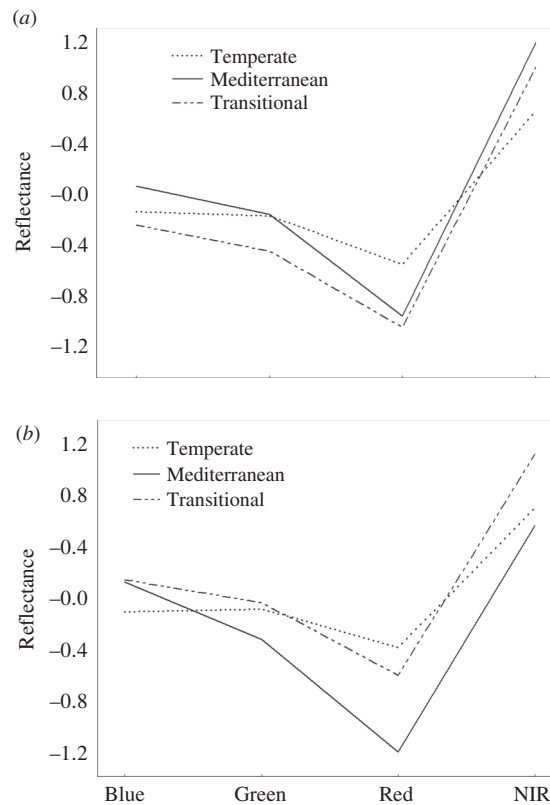 (a)
1.2
0.8
–0.4
–0.0
–0.4
–0.8
–1.2
Reflectance
Temperate
Mediterranean
Transitional
(b)
1.2
0.8
–0.4
–0.0
–0.4
–0.8
–1.2
Reflectance
Temperate
Mediterranean
Transitional
Blue Green Red NIR